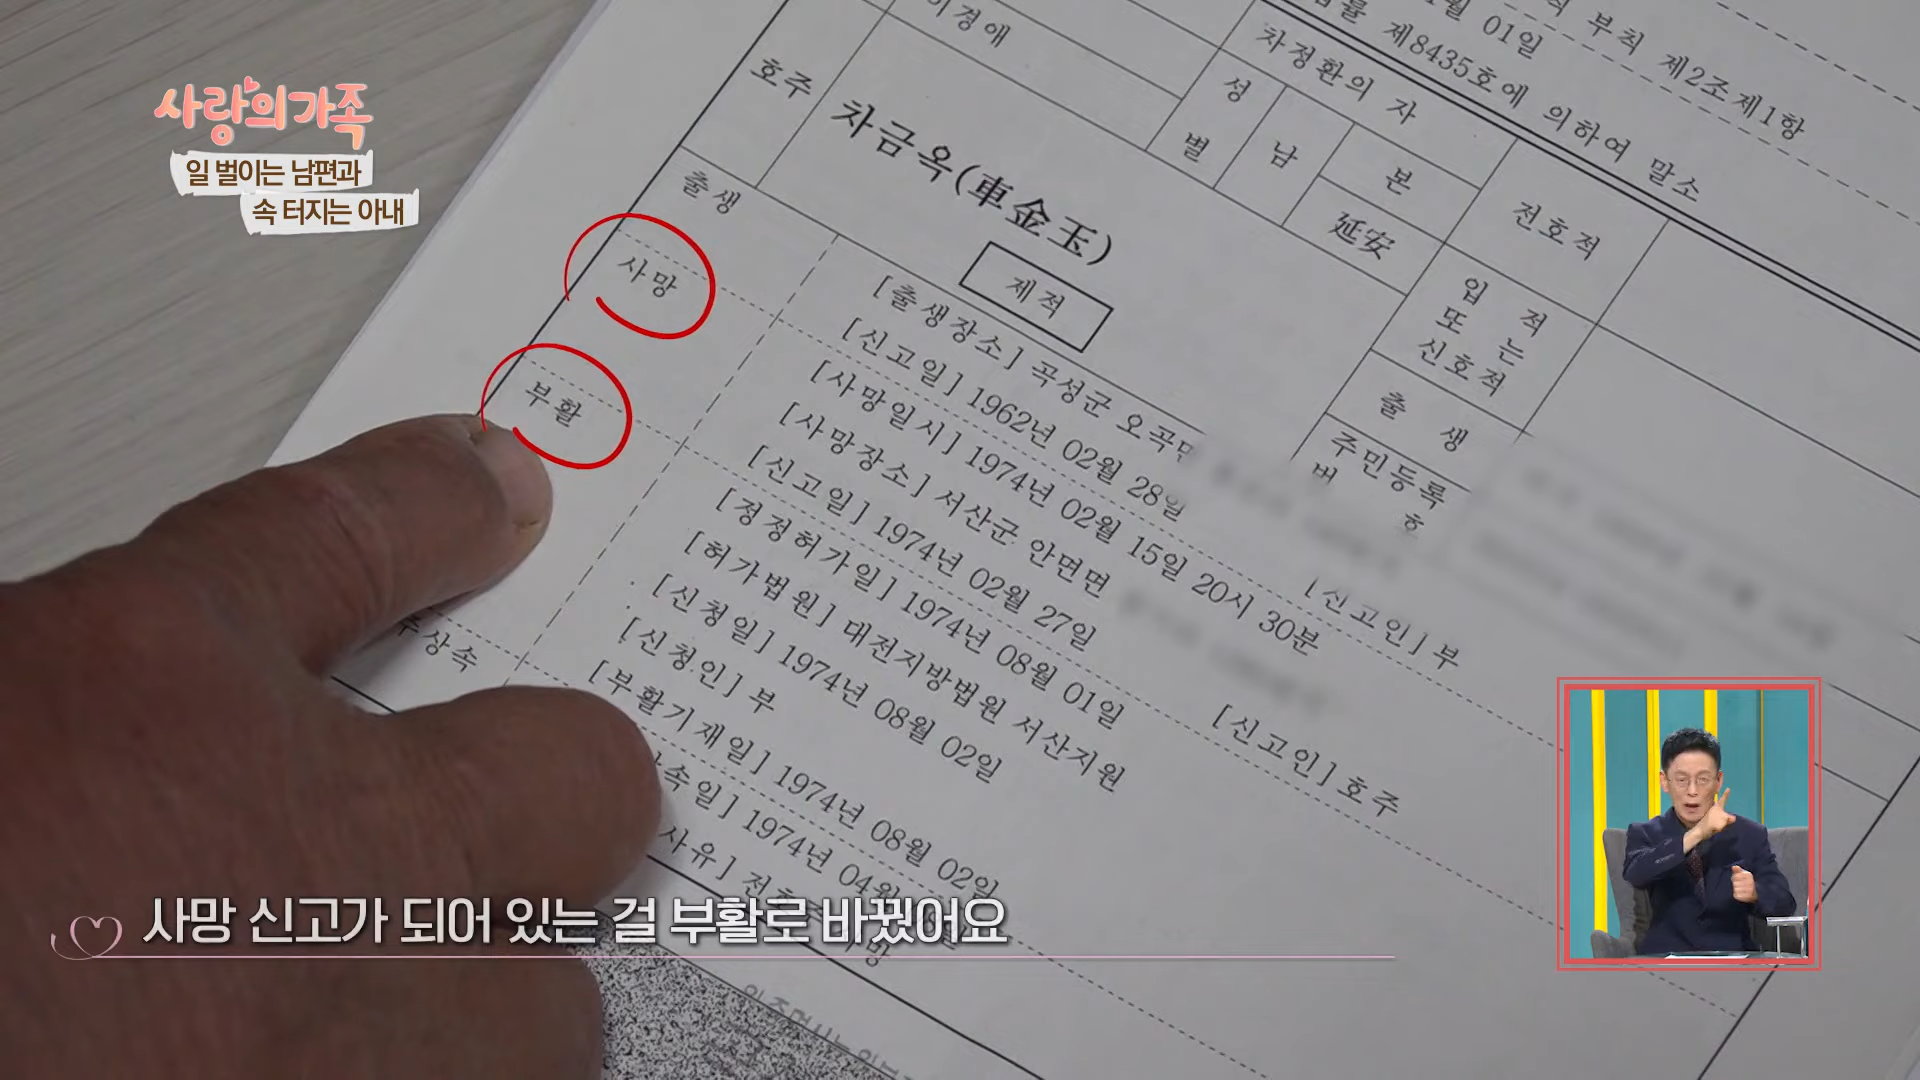 사랑의가족
일 벌이는 남편과
속 터지는 아내
01일
부칙 제2조제1항
제8435호에 의하여 말소
이경애
차정환의 자
호주
차금옥(車金玉)
성별
남
본
延安
전호적
제적
입적
또는
신호적
출생
주민등록
번호
출생
[출생장소] 곡성군 오곡면
[신고일] 1962년 02월 28일
[신고인] 부
사망
[사망일시] 1974년 02월 15일 20시 30분
[사망장소] 서산군 안면면
[신고일] 1974년 02월 27일
[신고인] 호주
부활
[정정허가일] 1974년 08월 01일
[허가법원] 대전지방법원 서산지원
[신청일] 1974년 08월 02일
[신청인] 부
[부활기재일] 1974년 08월 02일
주상속
속일] 1974년 04월
사유]
사망 신고가 되어 있는 걸 부활로 바꿨어요